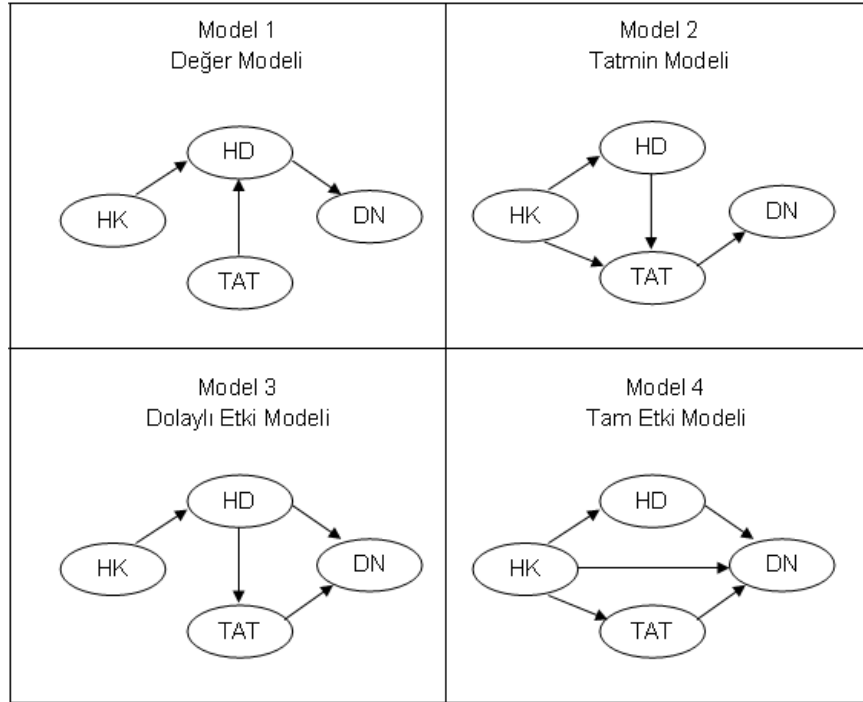 Model 1
Değer Modeli
HD
HK
DN
TAT
Model 2
Tatmin Modeli
HD
HK
DN
TAT
Model 3
Dolaylı Etki Modeli
HD
HK
DN
TAT
Model 4
Tam Etki Modeli
HD
HK
DN
TAT